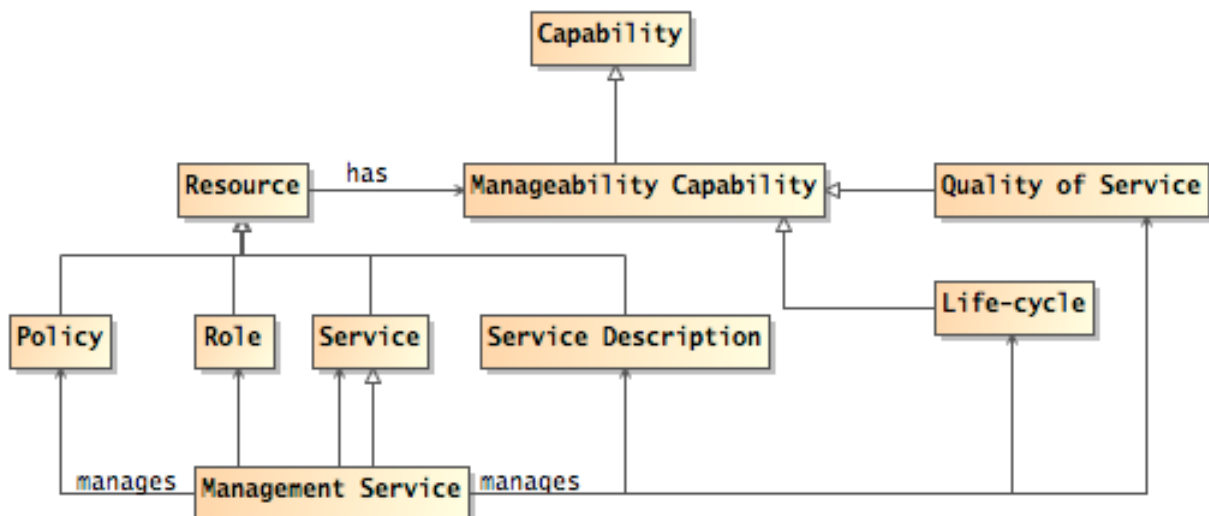 Capability
Resource
has
Manageability Capability
Quality of Service
Life-cycle
Policy
Role
Service
Service Description
manages
Management Service
manages